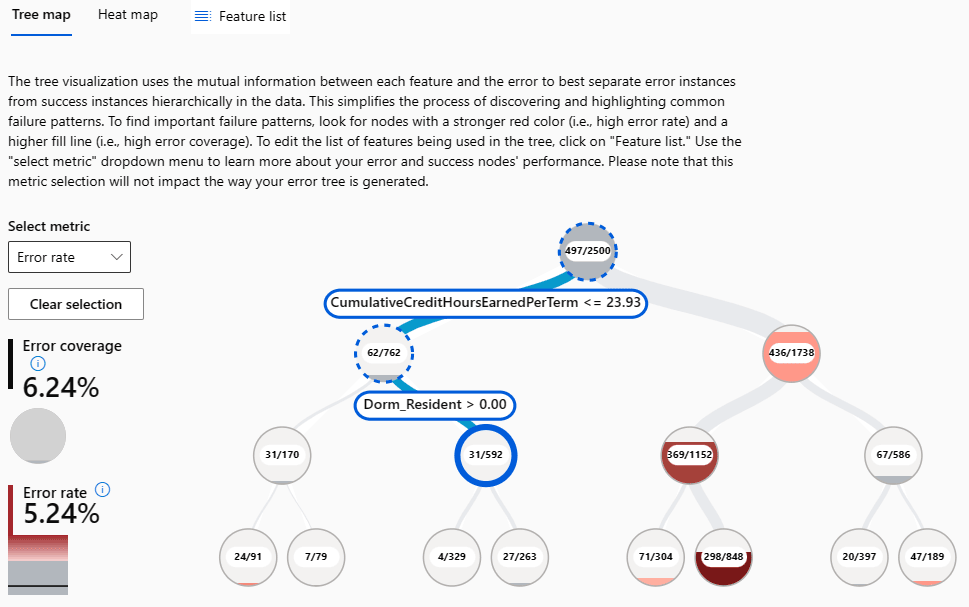 Tree map Heat map Feature list
The tree visualization uses the mutual information between each feature and the error to best separate error instances
from success instances hierarchically in the data. This simplifies the process of discovering and highlighting common
failure patterns. To find important failure patterns, look for nodes with a stronger red color (i.e., high error rate) and a
higher fill line (i.e., high error coverage). To edit the list of features being used in the tree, click on "Feature list." Use the
"select metric" dropdown menu to learn more about your error and success nodes' performance. Please note that this
metric selection will not impact the way your error tree is generated.
Select metric
Error rate
Clear selection
Error coverage
6.24%
Error rate
5.24%
497/2500
CumulativeCreditHoursEarnedPerTerm <= 23.93
62/762 436/1738
Dorm_Resident > 0.00
31/170 31/592 369/1152 67/586
24/91 7/79 4/329 27/263 71/304 298/848 20/397 47/189